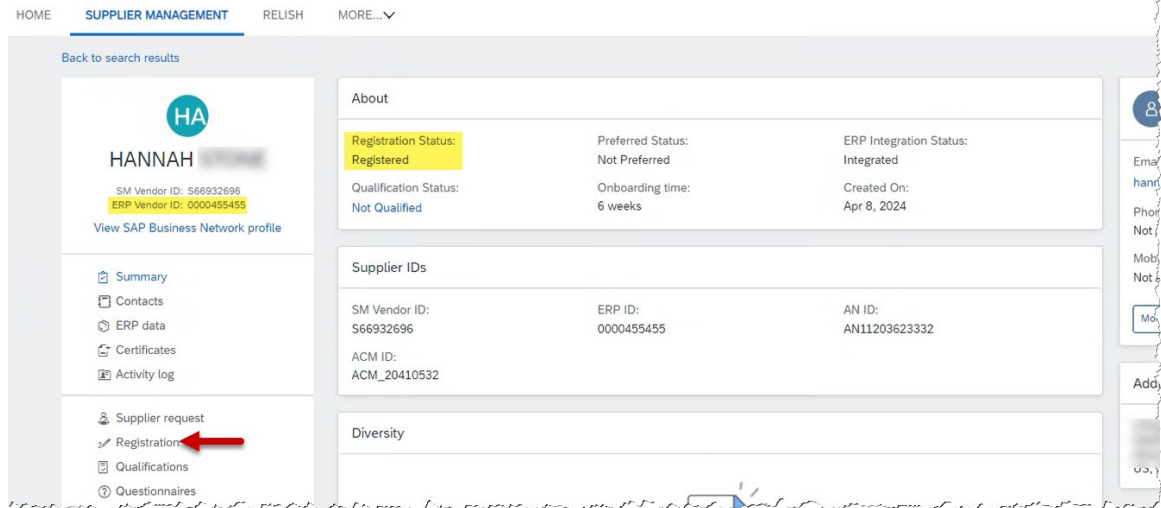 HOME SUPPLIER MANAGEMENT RELISH MORE...
Back to search results
HA
HANNAH
SM Vendor ID: S66932696
ERP Vendor ID: 0000455455
View SAP Business Network profile
Summary
Contacts
ERP data
Certificates
Activity log
Supplier request
Registration
Qualifications
Questionnaires
About
Registration Status: Preferred Status: ERP Integration Status:
Registered Not Preferred Integrated
Qualification Status: Onboarding time: Created On:
Not Qualified 6 weeks Apr 8, 2024
Supplier IDs
SM Vendor ID: ERP ID: AN ID:
S66932696 0000455455 AN11203623332
ACM ID:
ACM_20410532
Diversity
Not
Not
US,